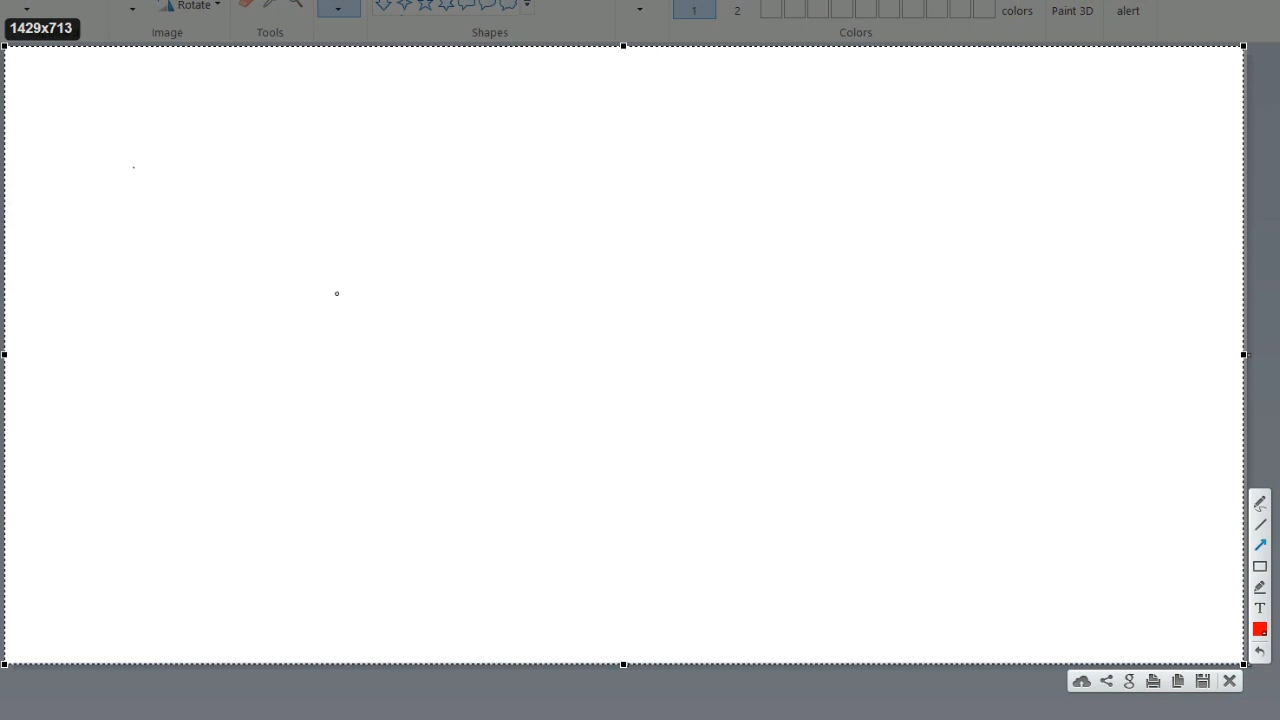 Rotate 1 2 colors Paint 3D alert
1429x713
Image Tools Shapes Colors
T
g